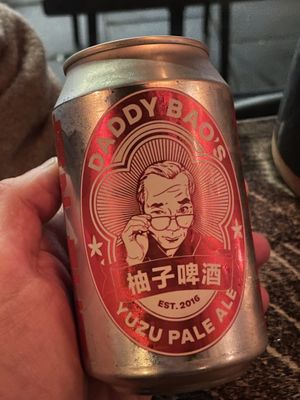 DADDY BAO'S
柚子啤酒
EST. 2016
YUZU PALE ALE